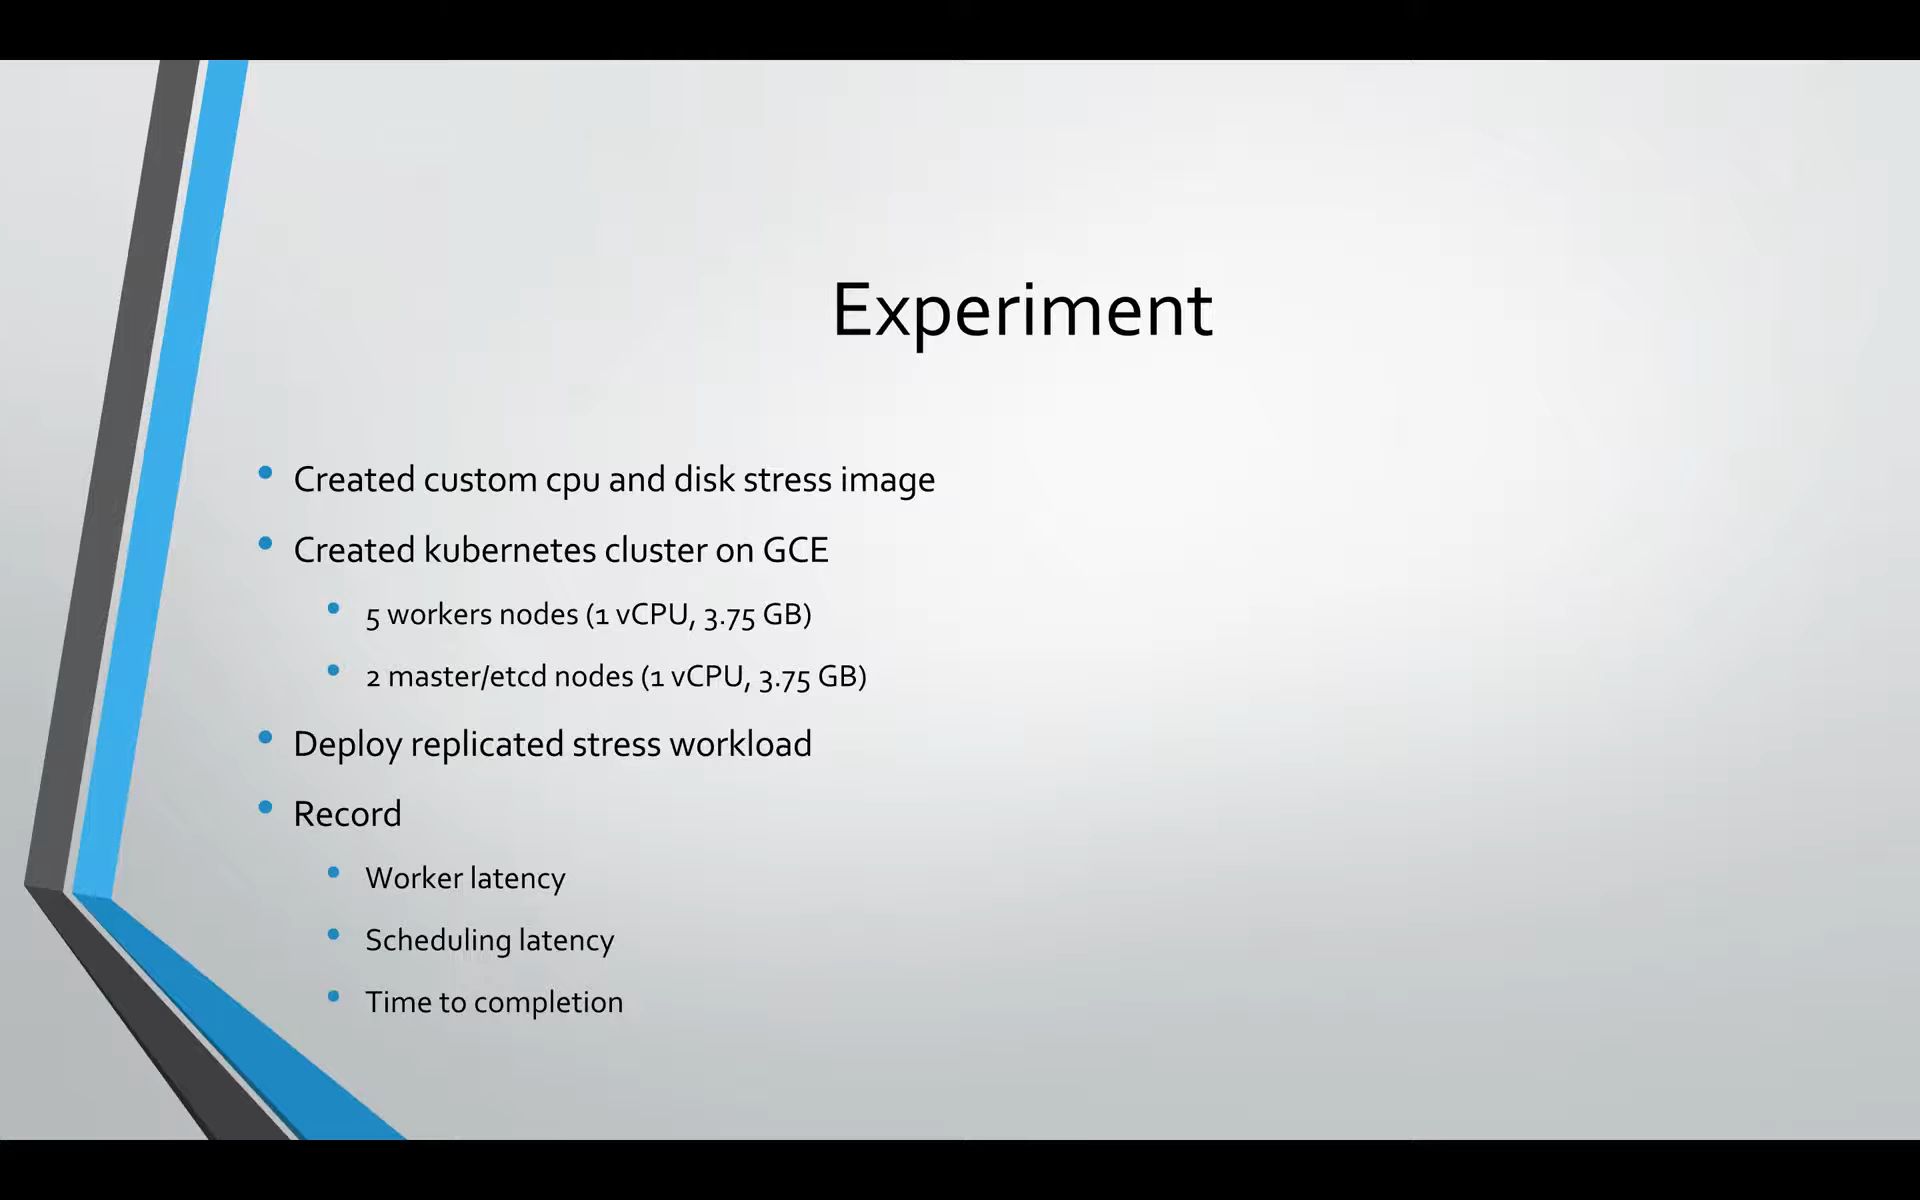 Experiment
Created custom cpu and disk stress image
Created kubernetes cluster on GCE
5 workers nodes (1 vCPU, 3.75 GB)
2 master/etcd nodes (1 vCPU, 3.75 GB)
Deploy replicated stress workload
Record
Worker latency
Scheduling latency
Time to completion